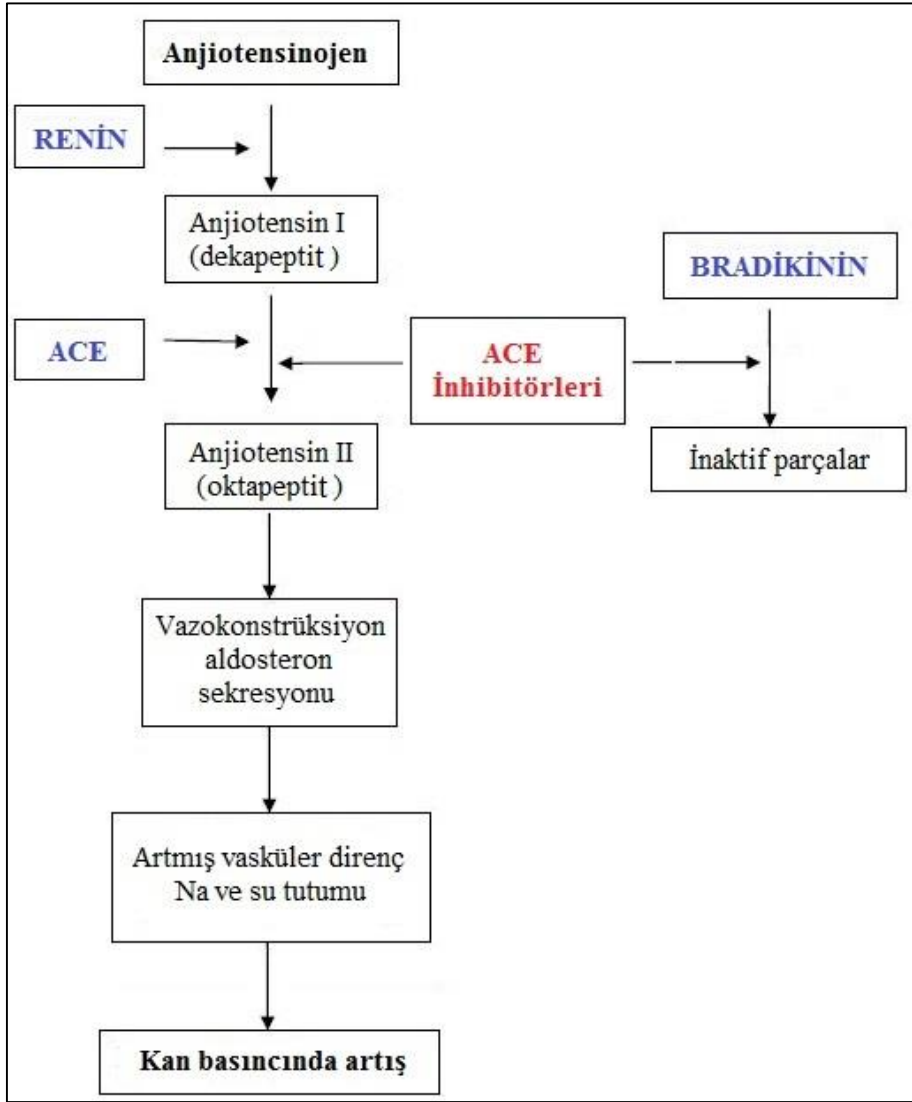 Anjiotensinojen
RENİN
Anjiotensin I
(dekapeptit )
BRADİKİNİN
ACE
ACE
İnhibitörleri
Anjiotensin II
(oktapeptit )
İnaktif parçalar
Vazokonstrüksiyon
aldosteron
sekresyonu
Artmış vasküler direnç
Na ve su tutumu
Kan basıncında artış